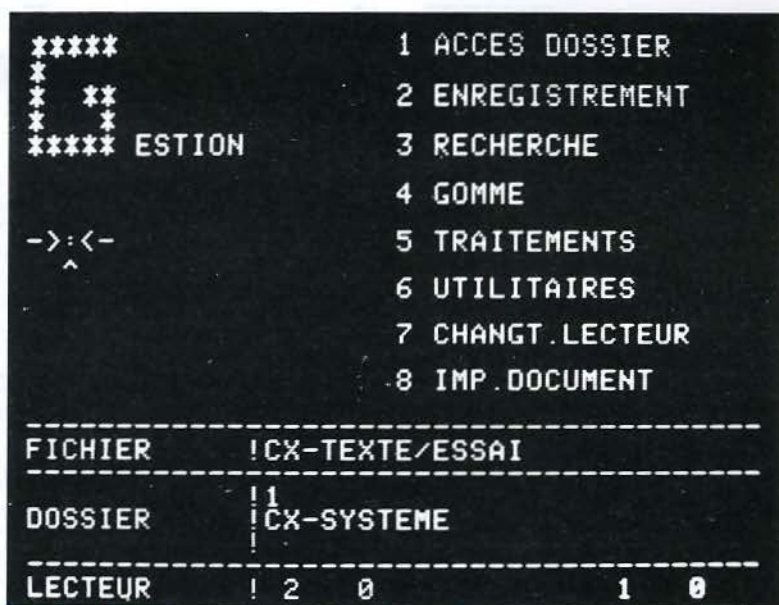 ***** 1 ACCES DOSSIER
*
* ** 2 ENREGISTREMENT
* *
***** ESTION 3 RECHERCHE
4 GOMME
->:<- 5 TRAITEMENTS
^
6 UTILITAIRES
7 CHANGT.LECTEUR
8 IMP.DOCUMENT
--------------------------------------------
FICHIER !CX-TEXTE/ESSAI
--------------------------------------------
!1
DOSSIER !CX-SYSTEME
!
--------------------------------------------
LECTEUR ! 2 0 1 0